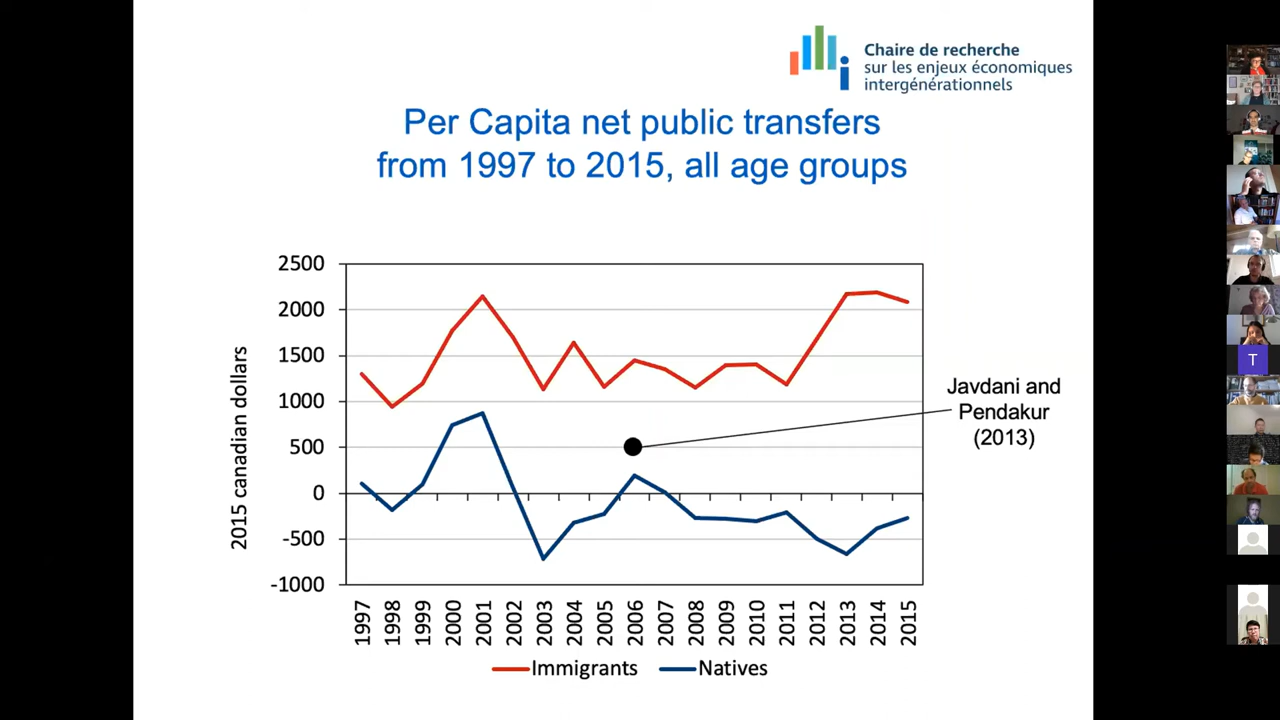 Chaire de recherche
sur les enjeux économiques
intergénérationnels
Per Capita net public transfers
from 1997 to 2015, all age groups
2500
2000
1500
1000
500
0
-500
-1000
2015 canadian dollars
Javdani and
Pendakur
(2013)
1997
1998
1999
2000
2001
2002
2003
2004
2005
2006
2007
2008
2009
2010
2011
2012
2013
2014
2015
Immigrants
Natives
T